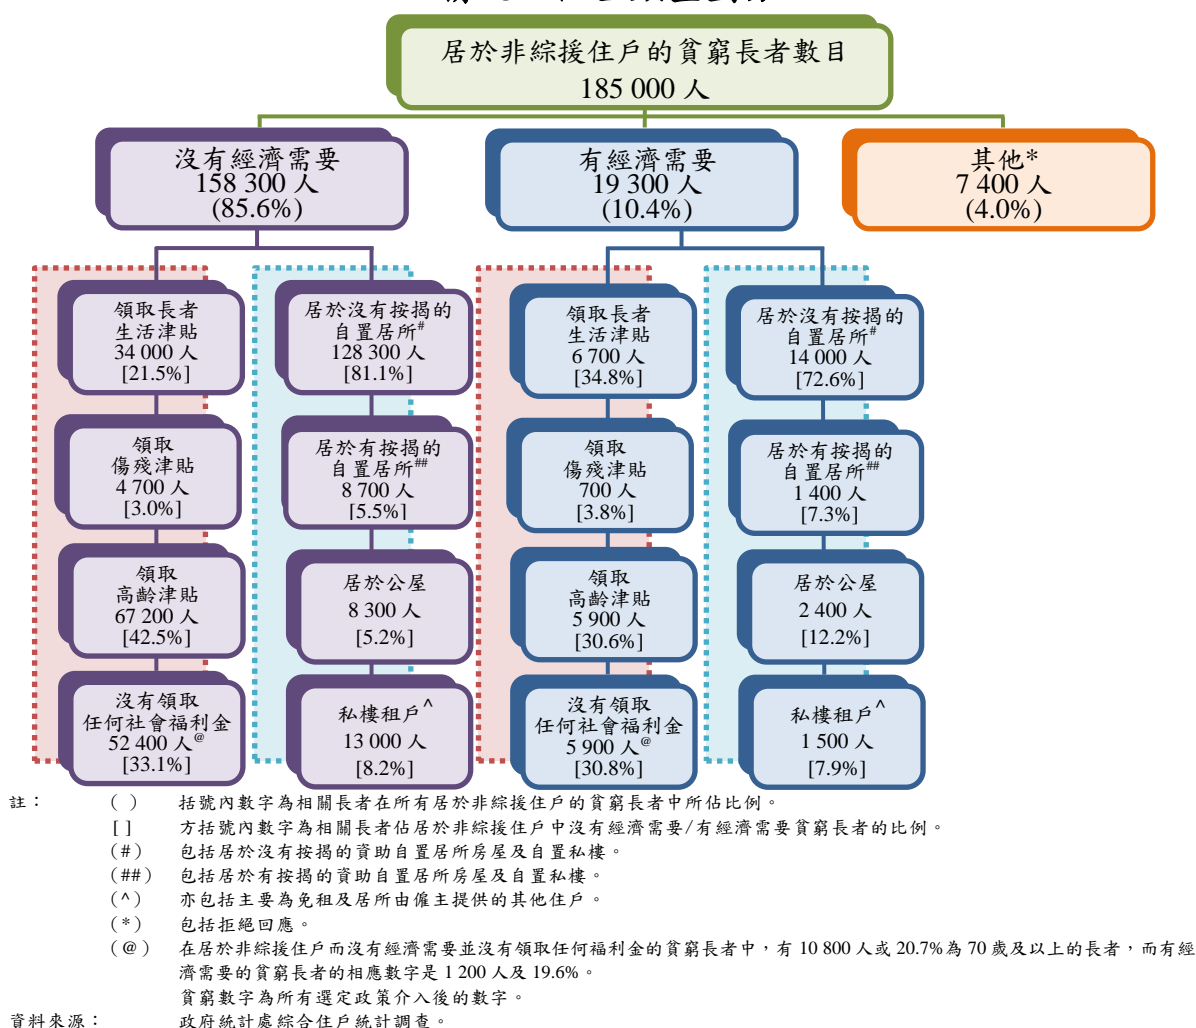 居於非綜援住戶的貧窮長者數目
185 000 人
沒有經濟需要
158 300 人
(85.6%)
有經濟需要
19 300 人
(10.4%)
其他*
7 400 人
(4.0%)
領取長者
生活津貼
34 000 人
[21.5%]
領取
傷殘津貼
4 700 人
[3.0%]
領取
高齡津貼
67 200 人
[42.5%]
沒有領取
任何社會福利金
52 400 人@
[33.1%]
居於沒有按揭的
自置居所#
128 300 人
[81.1%]
居於有按揭的
自置居所##
8 700 人
[5.5%]
居於公屋
8 300 人
[5.2%]
私樓租戶^
13 000 人
[8.2%]
領取長者
生活津貼
6 700 人
[34.8%]
領取
傷殘津貼
700 人
[3.8%]
領取
高齡津貼
5 900 人
[30.6%]
沒有領取
任何社會福利金
5 900 人@
[30.8%]
居於沒有按揭的
自置居所#
14 000 人
[72.6%]
居於有按揭的
自置居所##
1 400 人
[7.3%]
居於公屋
2 400 人
[12.2%]
私樓租戶^
1 500 人
[7.9%]
註： ( ) 括號內數字為相關長者在所有居於非綜援住戶的貧窮長者中所佔比例。
[ ] 方括號內數字為相關長者佔居於非綜援住戶中沒有經濟需要/有經濟需要貧窮長者的比例。
(#) 包括居於沒有按揭的資助自置居所房屋及自置私樓。
(##) 包括居於有按揭的資助自置居所房屋及自置私樓。
(^) 亦包括主要為免租及居所由僱主提供的其他住戶。
(*) 包括拒絕回應。
(@) 在居於非綜援住戶而沒有經濟需要並沒有領取任何福利金的貧窮長者中，有 10 800 人或 20.7%為 70 歲及以上的長者，而有經
濟需要的貧窮長者的相應數字是 1 200 人及 19.6%。
貧窮數字為所有選定政策介入後的數字。
資料來源： 政府統計處綜合住戶統計調查。